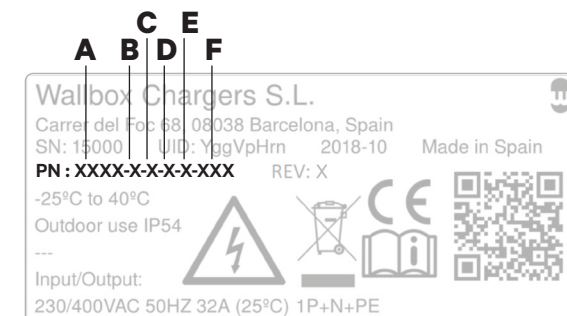 C E
A B D F
Wallbox Chargers S.L.
Carrer del Foc 68, 08038 Barcelona, Spain
SN: 15000 UID: YggVpHrn 2018-10 Made in Spain
PN : XXXX-X-X-X-X-XXX REV: X
-25ºC to 40ºC
Outdoor use IP54
---
Input/Output:
230/400VAC 50HZ 32A (25ºC) 1P+N+PE
CE
i